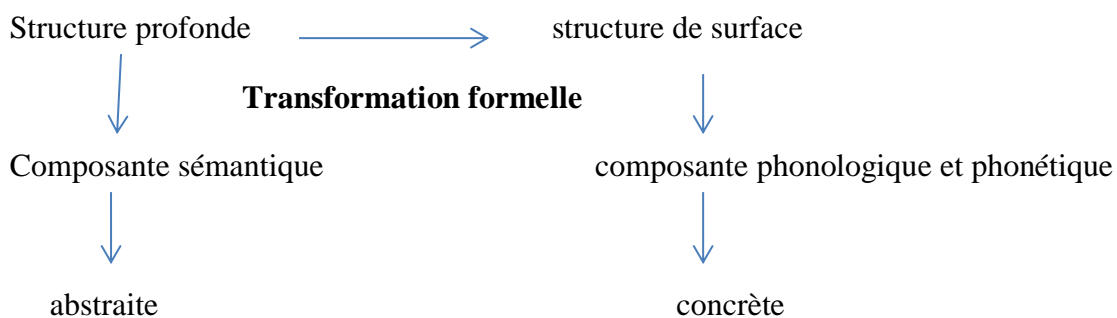 Structure profonde structure de surface
Transformation formelle
Composante sémantique composante phonologique et phonétique
abstraite concrète